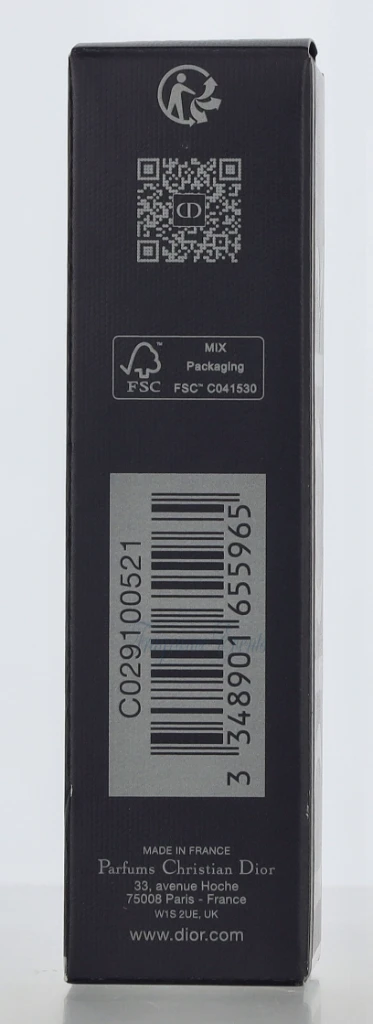 MIX
Packaging
FSC
FSC™ C041530
C029100521
3 348901 655965
MADE IN FRANCE
Parfums Christian Dior
33, avenue Hoche
75008 Paris - France
W1S 2UE, UK
www.dior.com